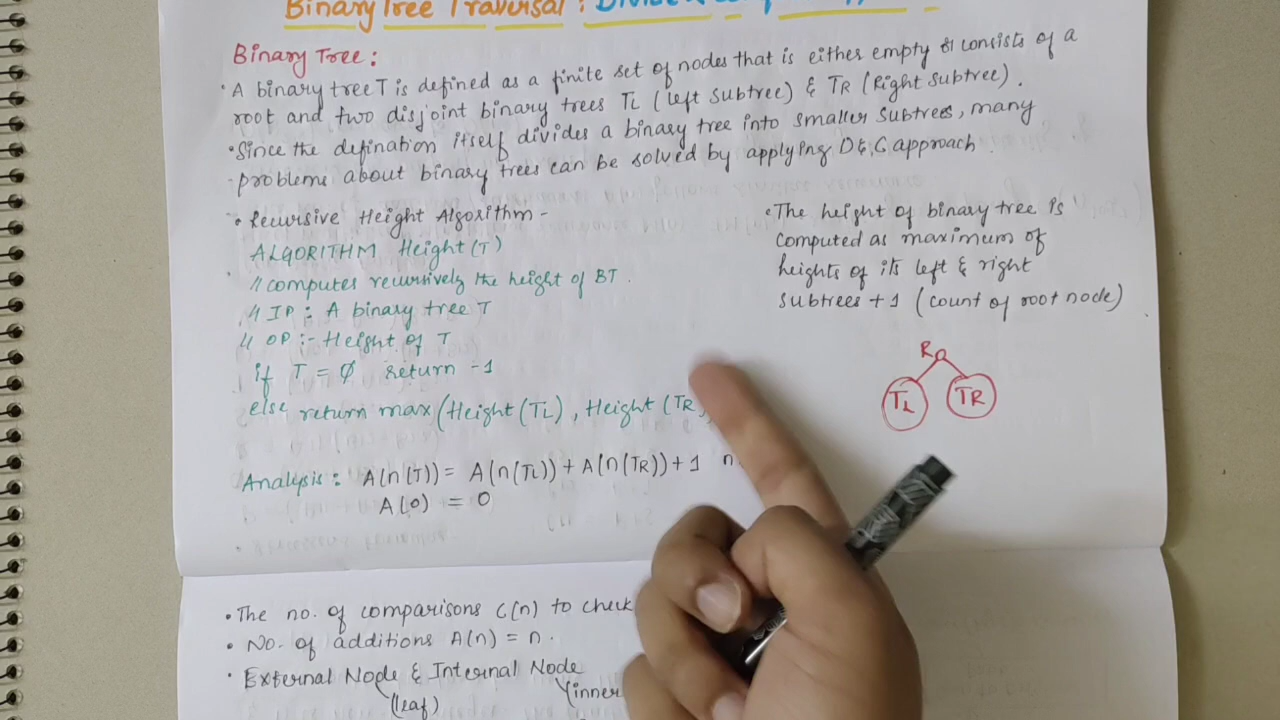 Binary Tree Traversal :
Binary Tree :
• A binary tree T is defined as a finite set of nodes that is either empty or consists of a
root and two disjoint binary trees TL (left subtree) & TR (Right subtree).
• Since the defination itself divides a binary tree into smaller subtrees, many
problems about binary trees can be solved by applying D & C approach.
• Recursive Height Algorithm -
ALGORITHM Height(T)
// computes recursively the height of BT.
// IP : A binary tree T
// OP :- Height of T
if T = ∅ return -1
else return max(Height(TL), Height(TR)
• The height of binary tree is
computed as maximum of
heights of its left & right
subtrees + 1 (count of root node)
R
TL TR
Analysis : A(n(T)) = A(n(TL)) + A(n(TR)) + 1 n
A(0) = 0
• The no. of comparisons C(n) to check
• No. of additions A(n) = n.
• External Node & Internal Node
(leaf) (inner